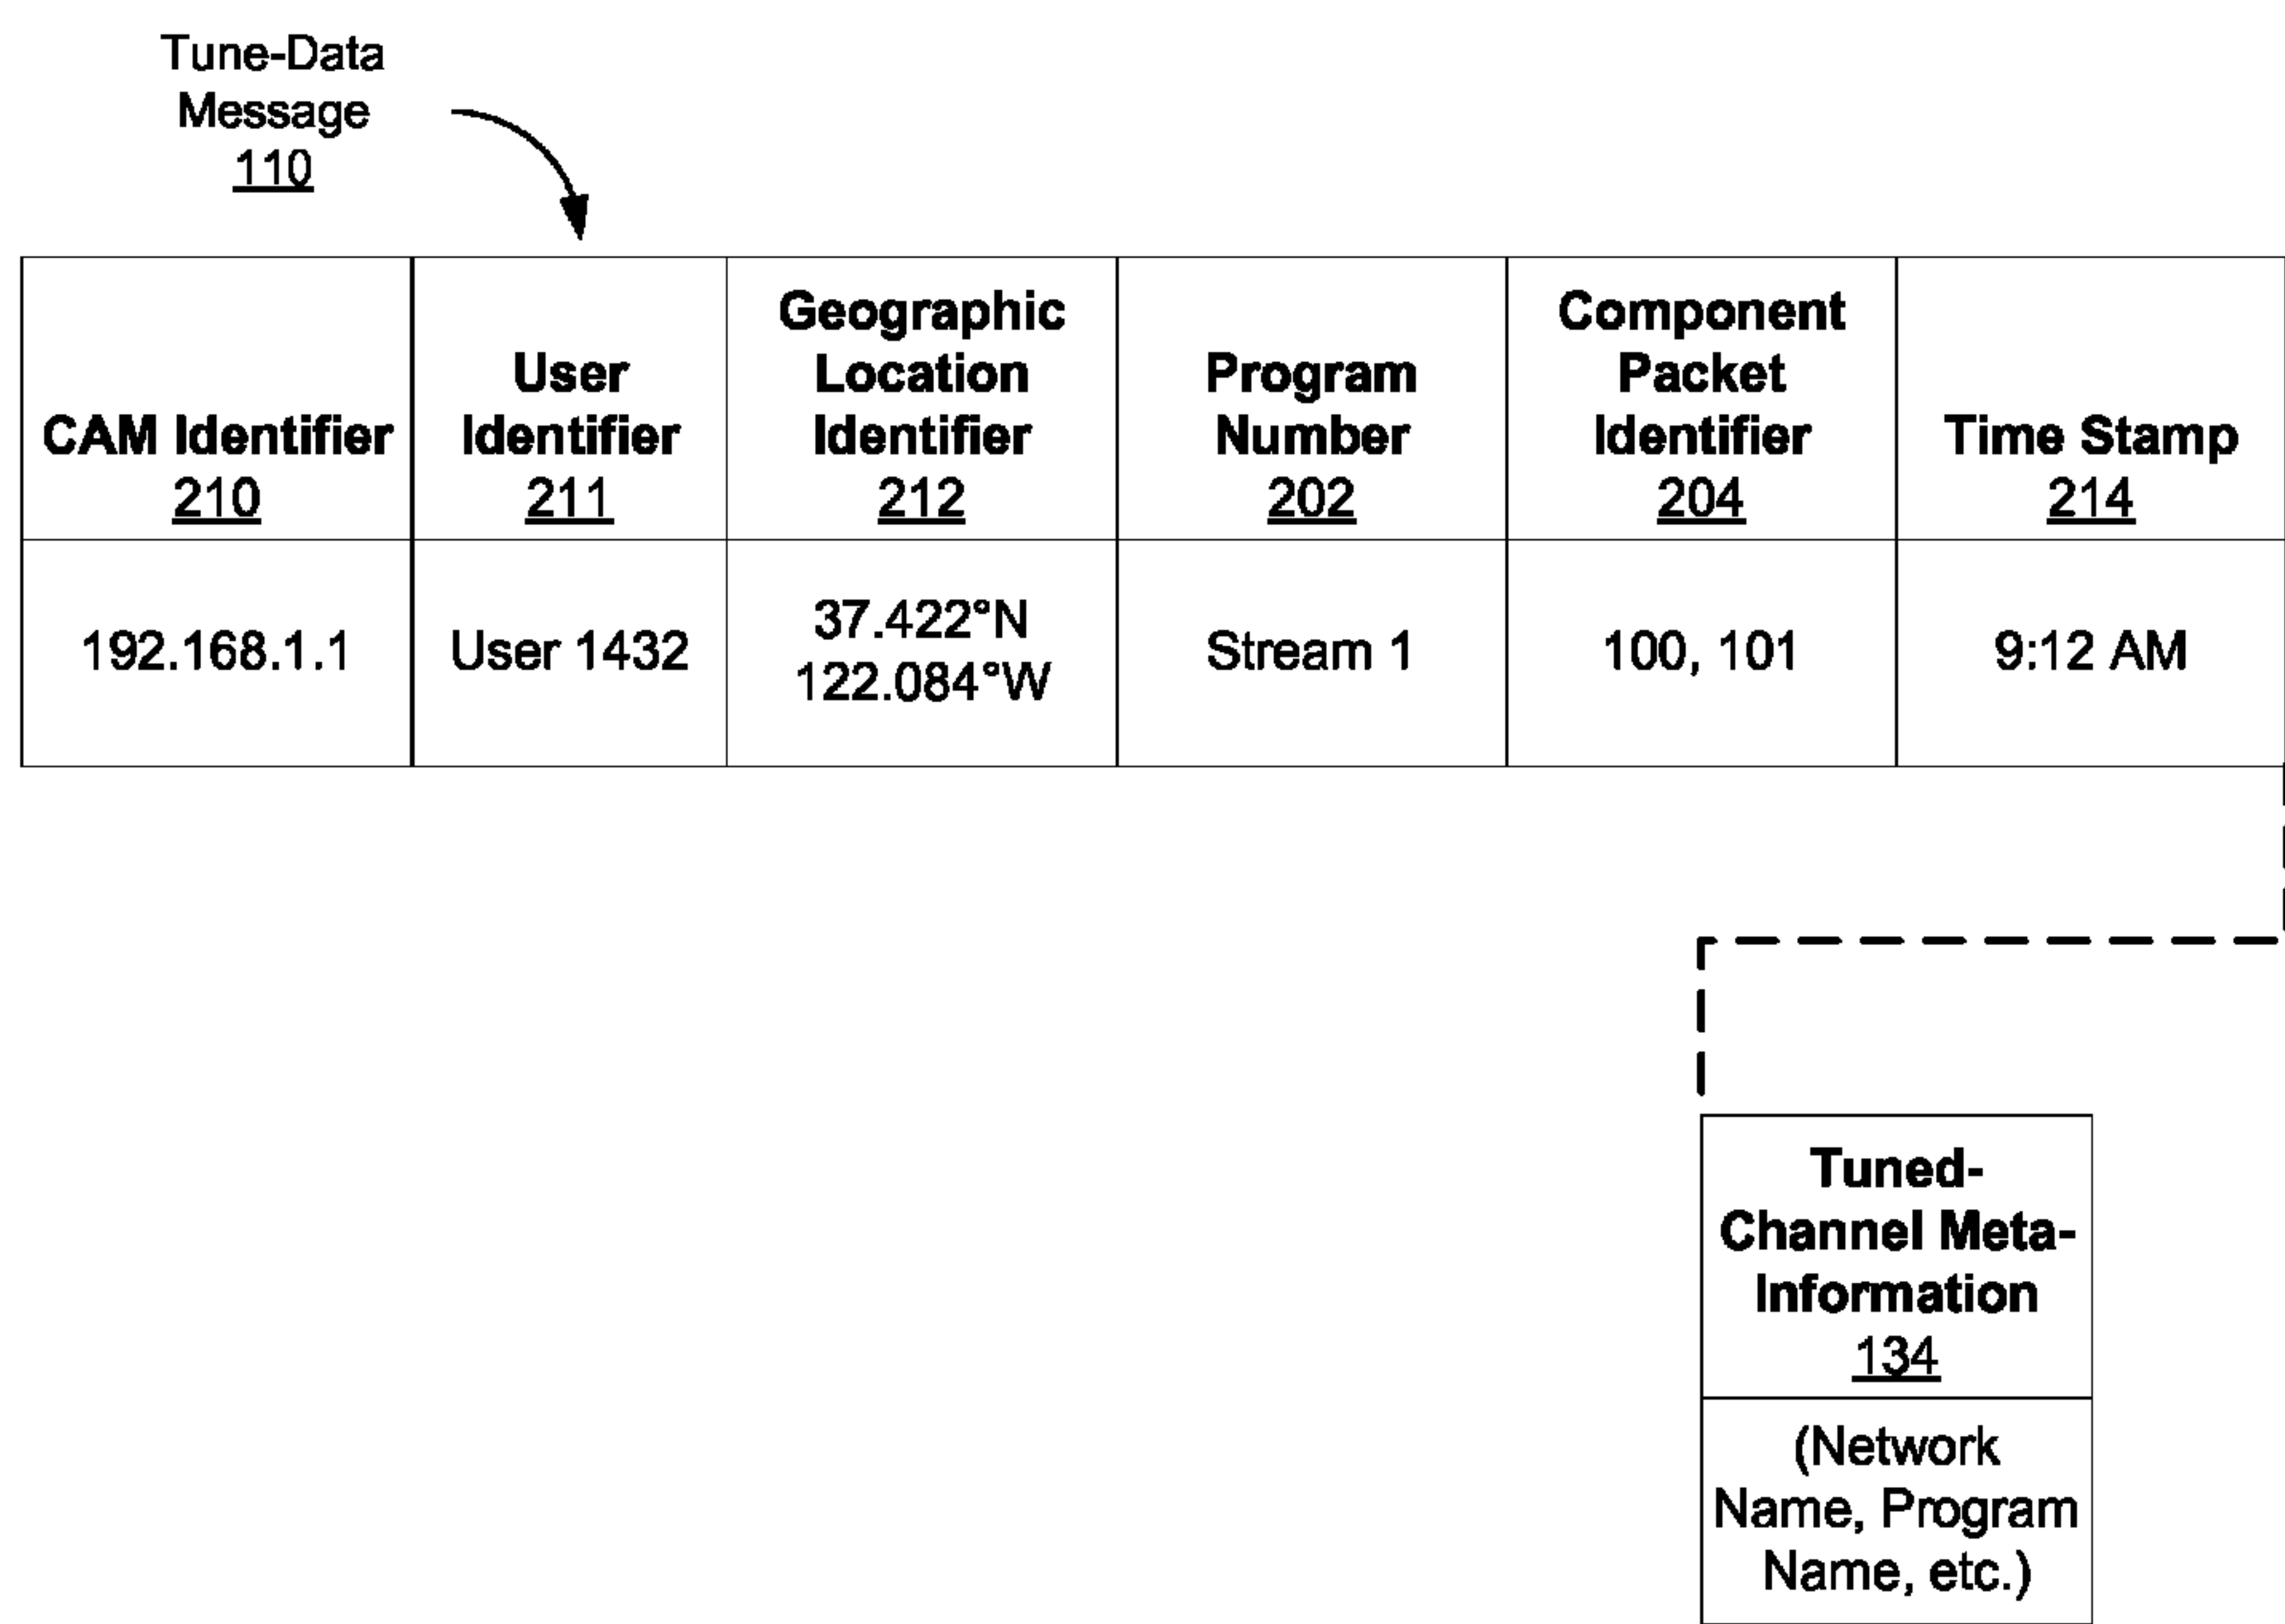 Tune-Data
Message
110
CAM Identifier
210
User
Identifier
211
Geographic
Location
Identifier
212
Program
Number
202
Component
Packet
Identifier
204
Time Stamp
214
192.168.1.1
User 1432
37.422°N
122.084°W
Stream 1
100, 101
9:12 AM
Tuned-
Channel Meta-
Information
134
(Network
Name, Program
Name, etc.)